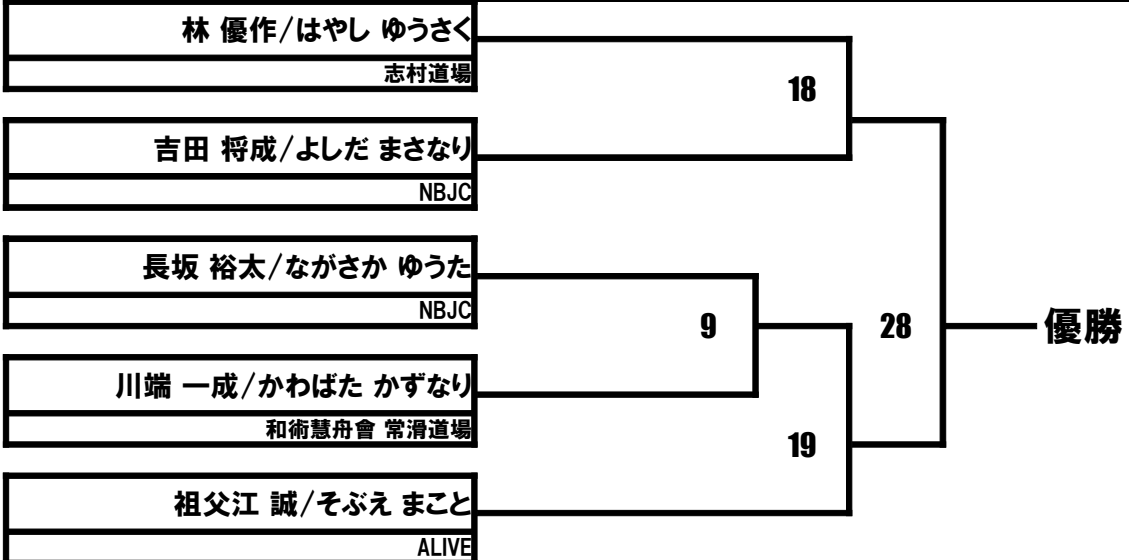 林 優作/はやし ゆうさく
志村道場
18
吉田 将成/よしだ まさなり
NBJC
長坂 裕太/ながさか ゆうた
NBJC
9
28
優勝
川端 一成/かわばた かずなり
和術慧舟會 常滑道場
19
祖父江 誠/そぶえ まこと
ALIVE